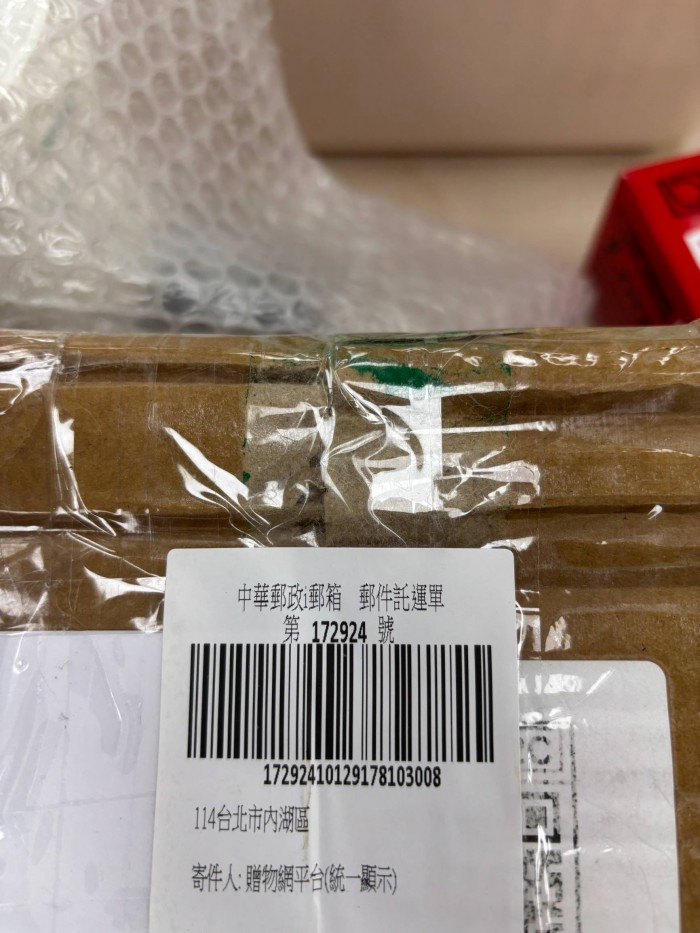 中華郵政i郵箱　郵件託運單
第 172924 號
17292410129178103008
114台北市內湖區
寄件人: 贈物網平台(統一顯示)